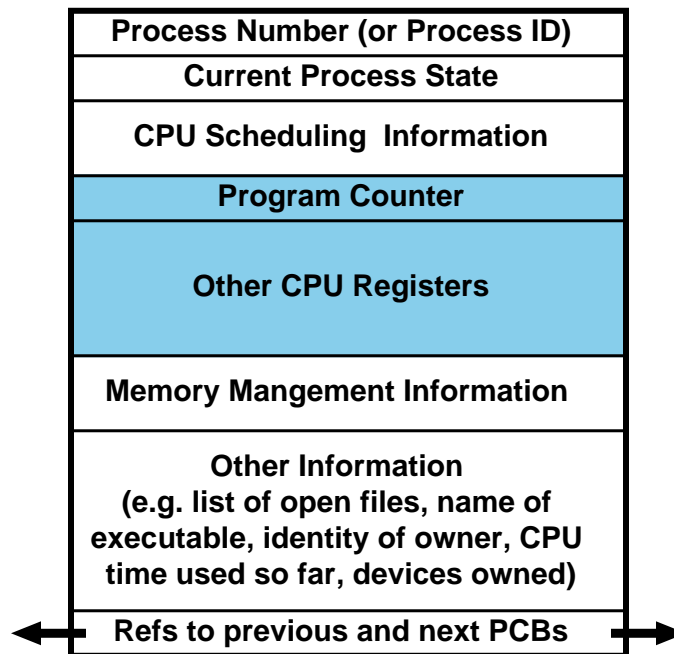 Process Number (or Process ID)
Current Process State
CPU Scheduling Information
Program Counter
Other CPU Registers
Memory Mangement Information
Other Information
(e.g. list of open files, name of
executable, identity of owner, CPU
time used so far, devices owned)
Refs to previous and next PCBs